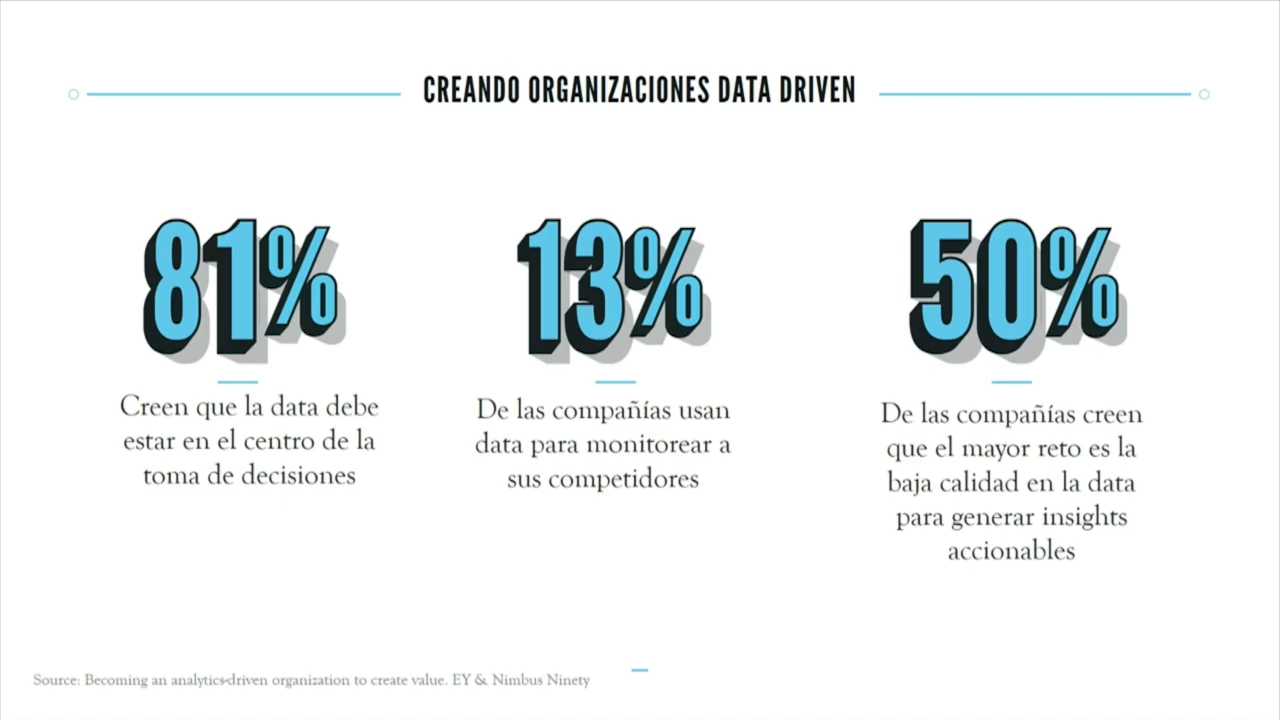 CREANDO ORGANIZACIONES DATA DRIVEN
81%
Creen que la data debe
estar en el centro de la
toma de decisiones
13%
De las compañías usan
data para monitorear a
sus competidores
50%
De las compañías creen
que el mayor reto es la
baja calidad en la data
para generar insights
accionables
Source: Becoming an analytics-driven organization to create value. EY & Nimbus Ninety